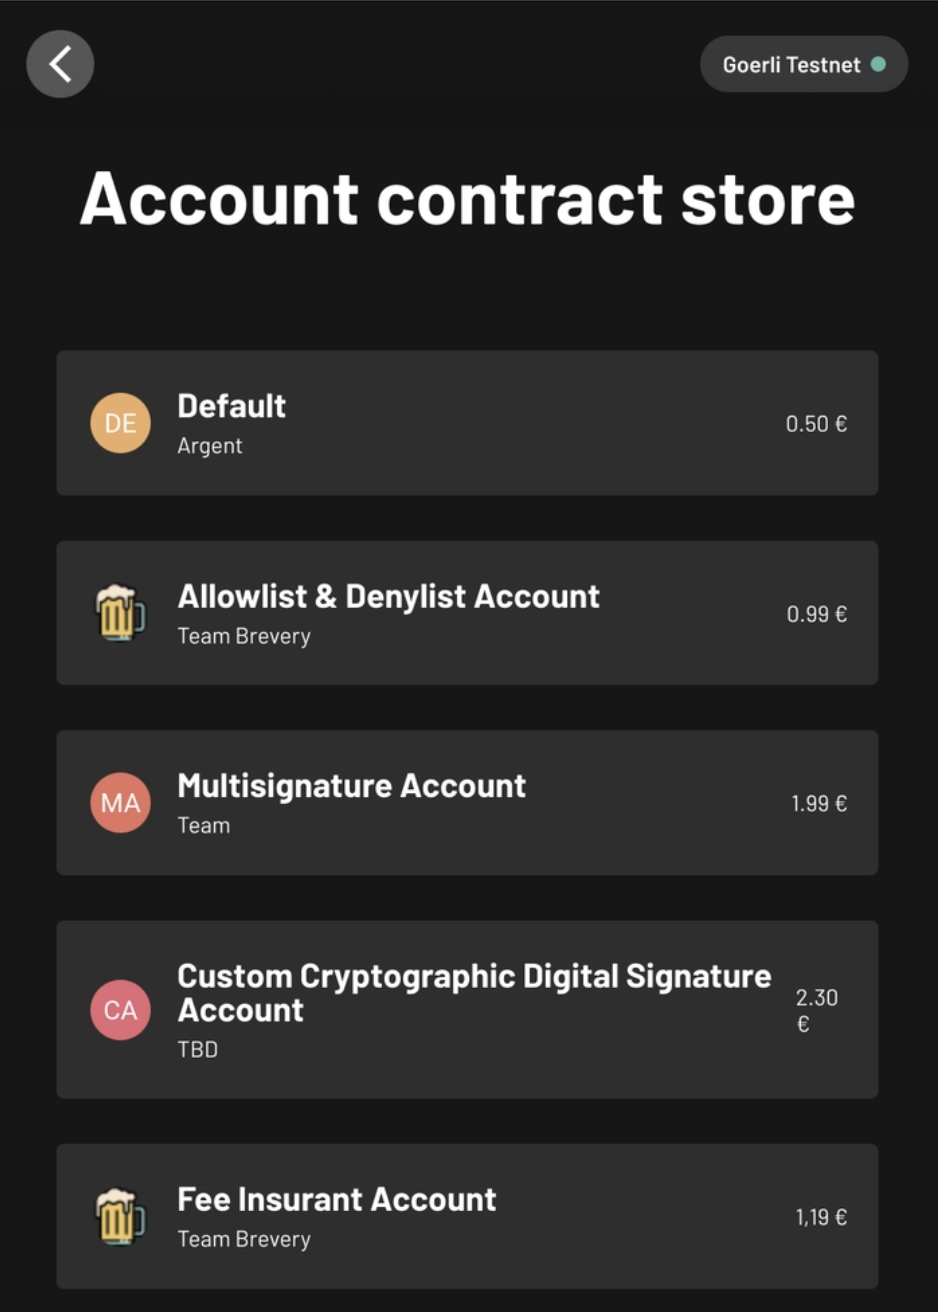 Goerli Testnet
Account contract store
DE
Default
Argent
0.50 €
Allowlist & Denylist Account
Team Brevery
0.99 €
MA
Multisignature Account
Team
1.99 €
CA
Custom Cryptographic Digital Signature
Account
TBD
2.30
€
Fee Insurant Account
Team Brevery
1,19 €